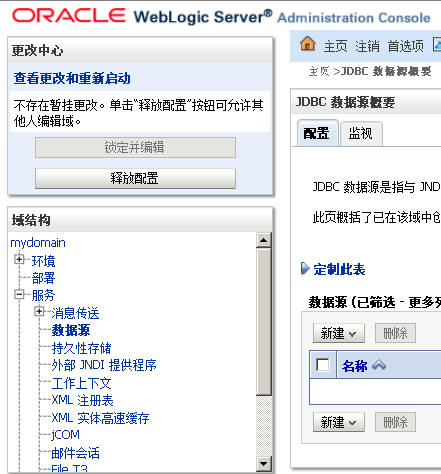 ORACLE WebLogic Server® Administration Console
更改中心
查看更改和重新启动
不存在暂挂更改。单击“释放配置”按钮可允许其
他人编辑域。
锁定并编辑
释放配置
域结构
mydomain
环境
部署
服务
消息传送
数据源
持久性存储
外部 JNDI 提供程序
工作上下文
XML 注册表
XML 实体高速缓存
jCOM
邮件会话
File T3
主页 注销 首选项
主页 >JDBC 数据源概要
JDBC 数据源概要
配置 监视
JDBC 数据源是指与 JND
此页概括了已在该域中创
定制此表
数据源 (已筛选 - 更多列
新建 删除
名称
新建 删除